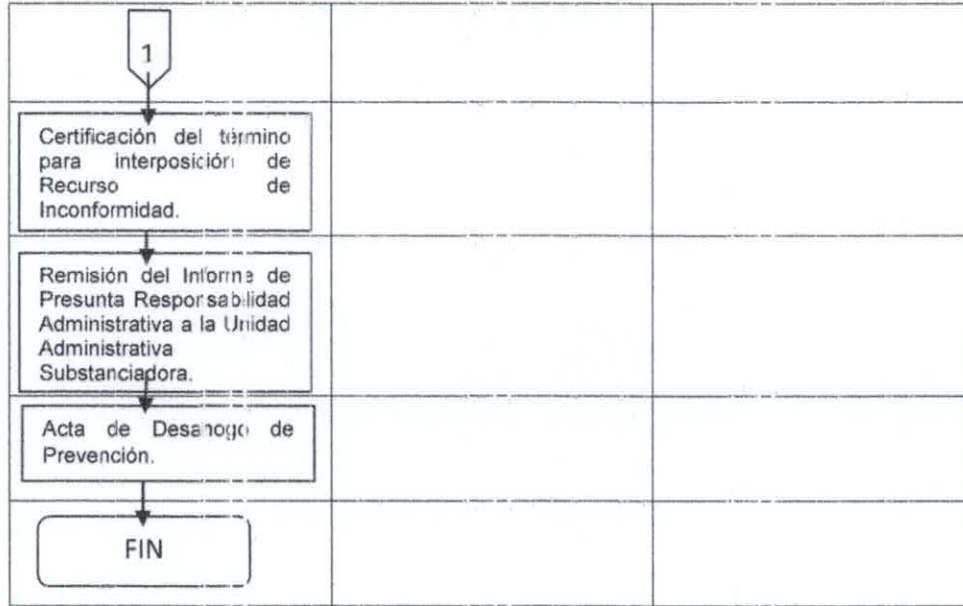 1
Certificación del término
para interposición de
Recurso de
Inconformidad.
Remisión del Informe de
Presunta Responsabilidad
Administrativa a la Unidad
Administrativa
Substanciadora.
Acta de Desahogo de
Prevención.
FIN